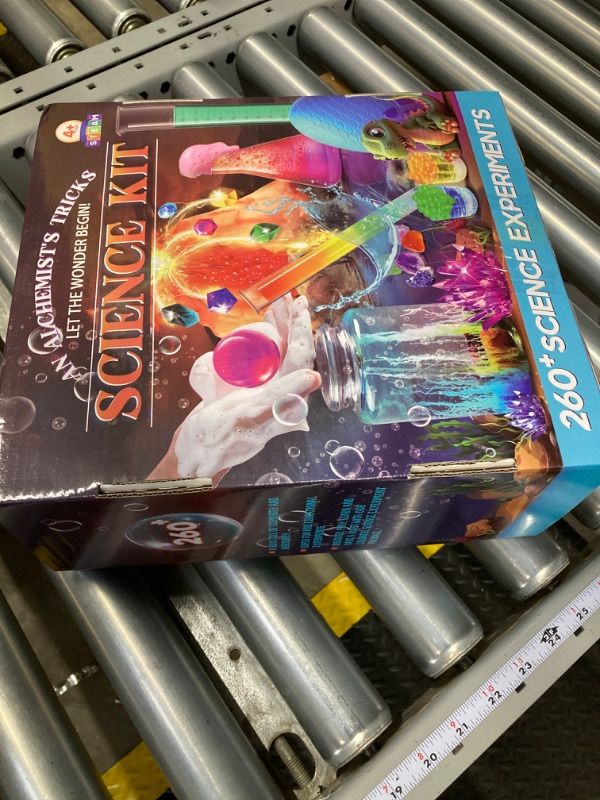 4+
STEAM
AN ALCHEMIST'S TRICKS
LET THE WONDER BEGIN!
SCIENCE KIT
260+ SCIENCE EXPERIMENTS
260+
19
20
21
22
23
24
25